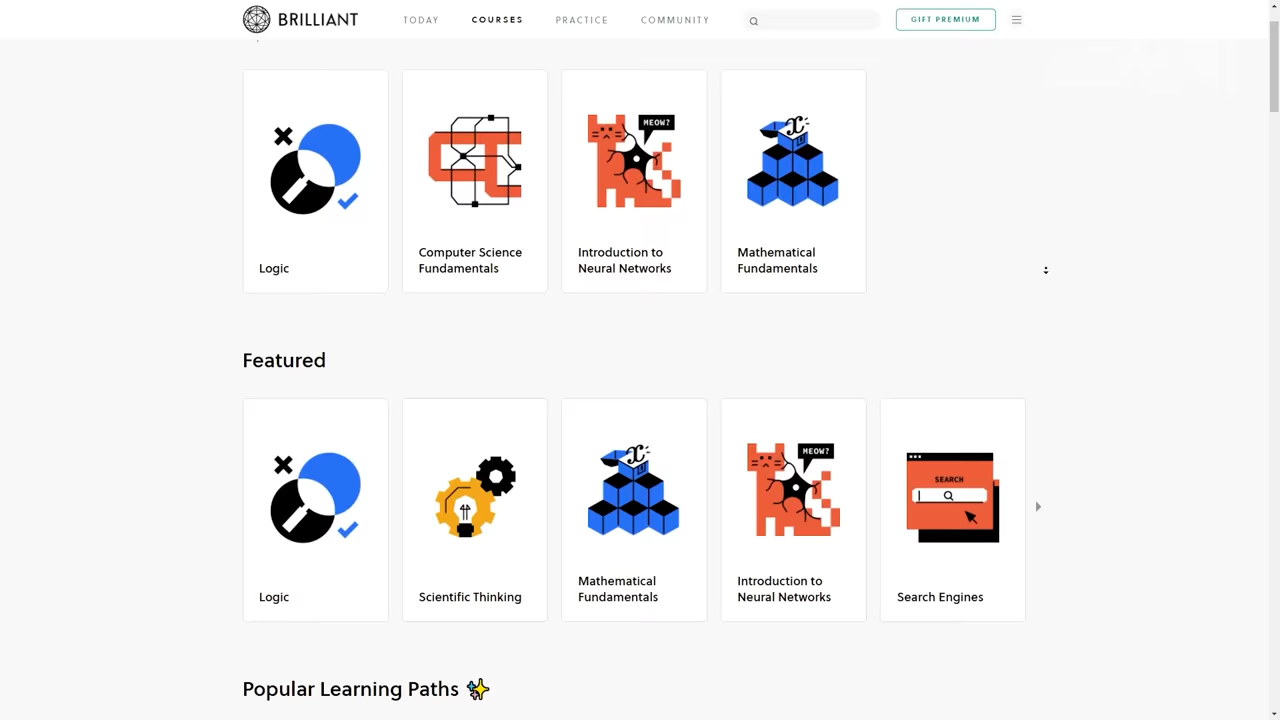 BRILLIANT
TODAY
COURSES
PRACTICE
COMMUNITY
GIFT PREMIUM
MEOW?
x
Logic
Computer Science
Fundamentals
Introduction to
Neural Networks
Mathematical
Fundamentals
Featured
x
MEOW?
SEARCH
Logic
Scientific Thinking
Mathematical
Fundamentals
Introduction to
Neural Networks
Search Engines
Popular Learning Paths